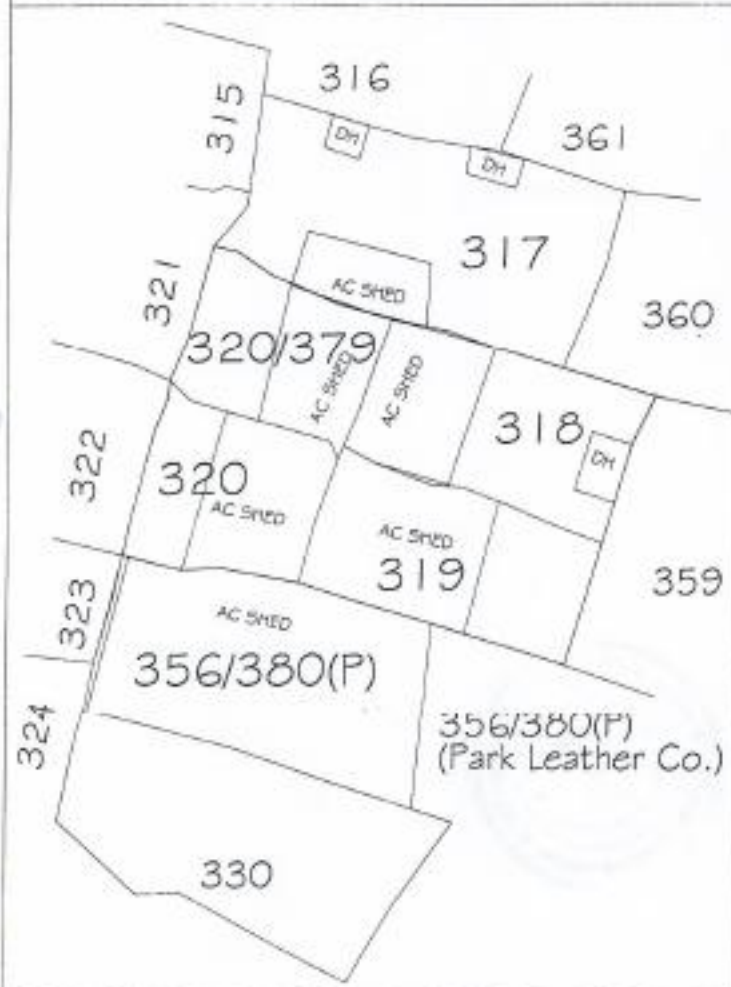 316
315
361
DH
DH
317
321
AC SHED
360
320/379
AC SHED
AC SHED
318
DH
322
320
AC SHED
AC SHED
319
359
323
AC SHED
356/380(P)
324
356/380(P)
(Park Leather Co.)
330